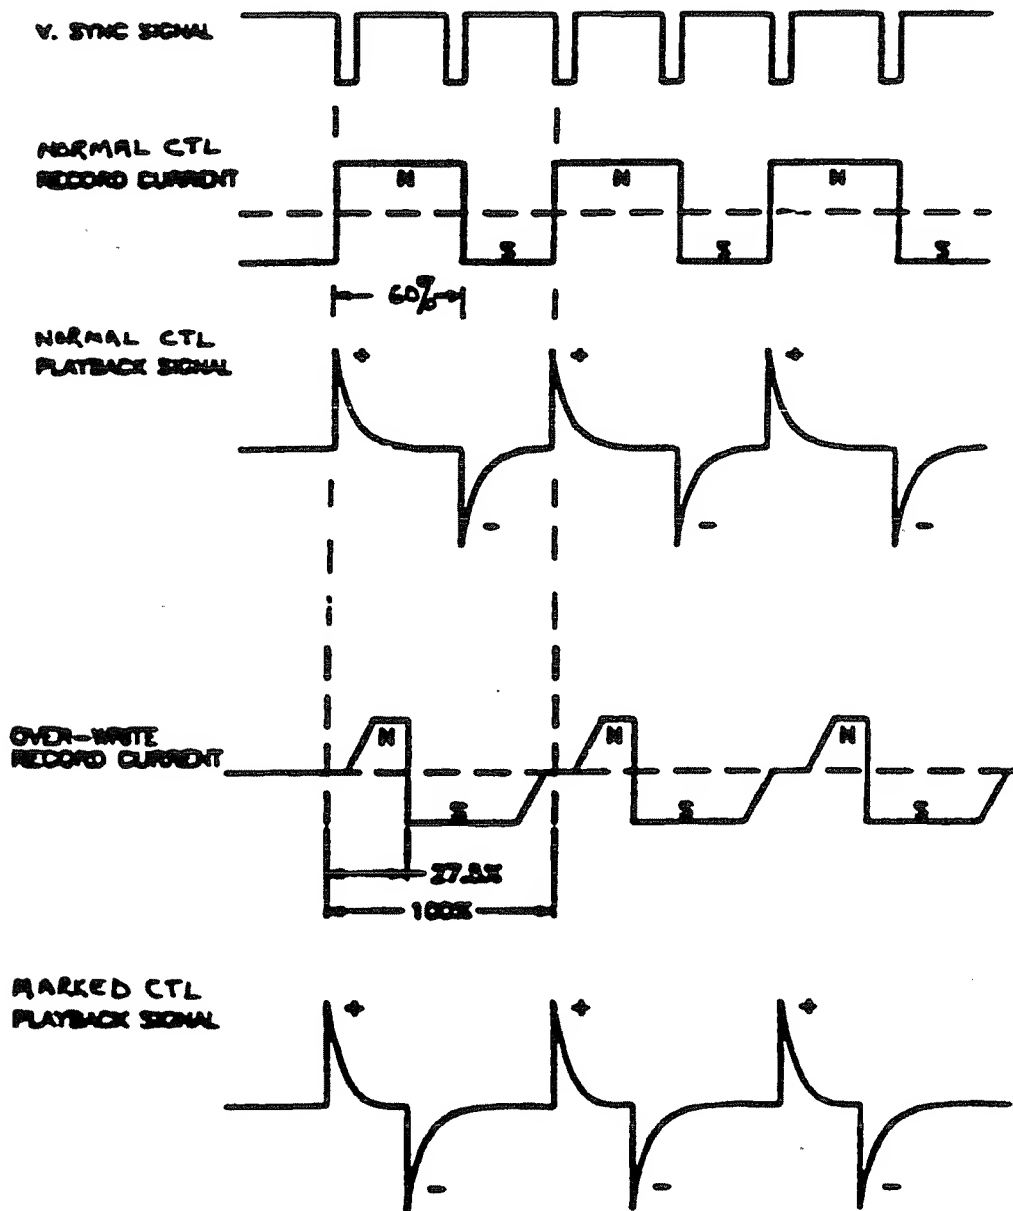 V. SYNC SIGNAL
NORMAL CTL
RECORD CURRENT
N N N
S S S
60%
NORMAL CTL
PLAYBACK SIGNAL
+ + +
- - -
OVER-WRITE
RECORD CURRENT
N N N
S S S
27.5%
100%
MARKED CTL
PLAYBACK SIGNAL
+ + +
- - -